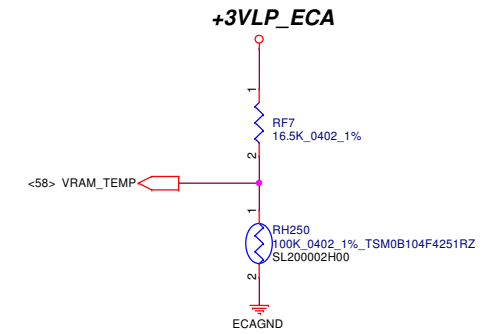 +3VLP_ECA
1
RF7
16.5K_0402_1%
2
<58> VRAM_TEMP
1
RH250
100K_0402_1%_TSM0B104F4251RZ
SL200002H00
2
ECAGND